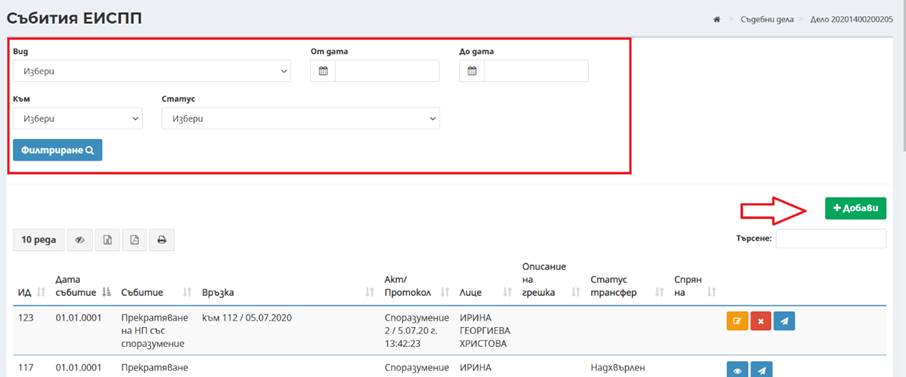 Събития ЕИСПП
Съдебни дела > Дело 20201400200205
Вид От дата До дата
Избери
Към Статус
Избери Избери
Филтриране
+ Добави
10 реда Търсене:
Описание
Дата Акт/ на Статус Спрян
ИД събитие Събитие Връзка Протокол Лице грешка трансфер на
123 01.01.0001 Прекратяване към 112 / 05.07.2020 Споразумение ИРИНА
на НП със 2 / 5.07.20 г. ГЕОРГИЕВА
споразумение 13:42:23 ХРИСТОВА
117 01.01.0001 Прекратяване Споразумение ИРИНА Надхвърлен